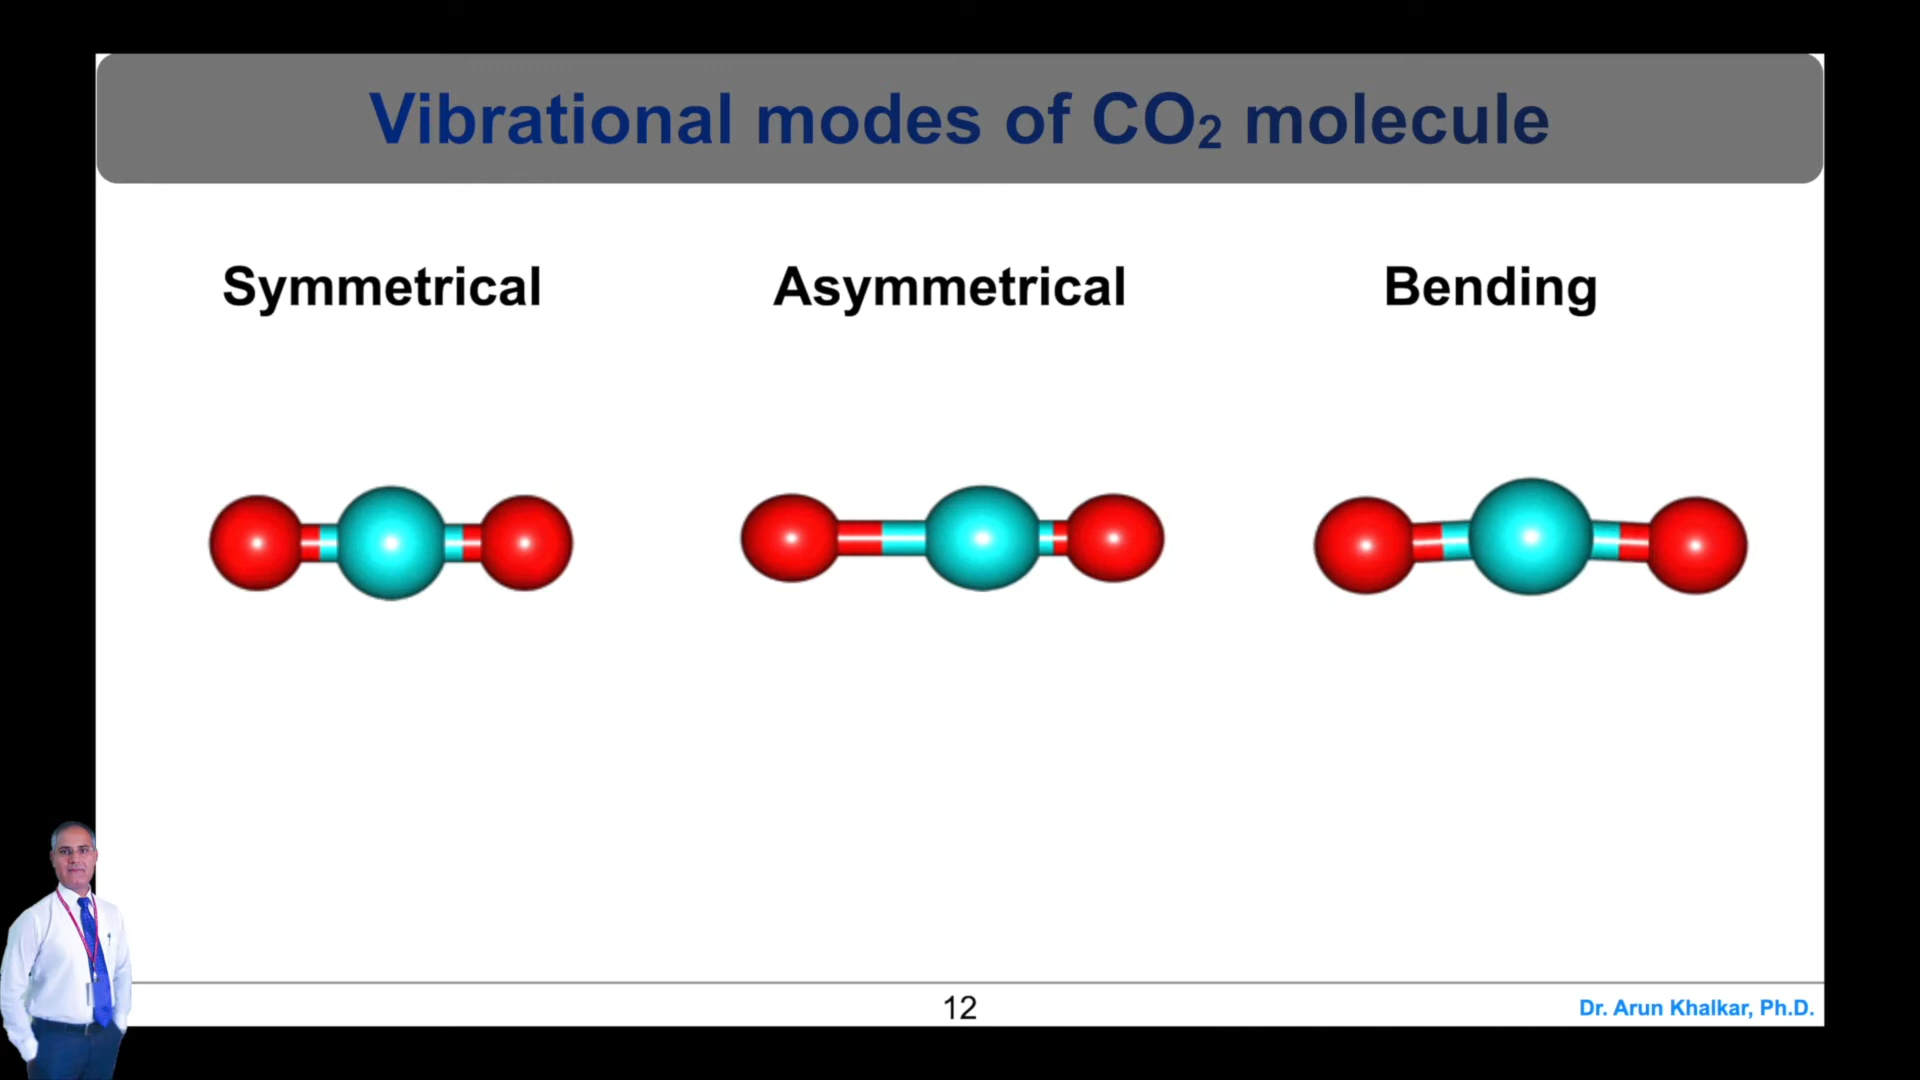 Vibrational modes of CO₂ molecule
Symmetrical Asymmetrical Bending
12
Dr. Arun Khalkar, Ph.D.